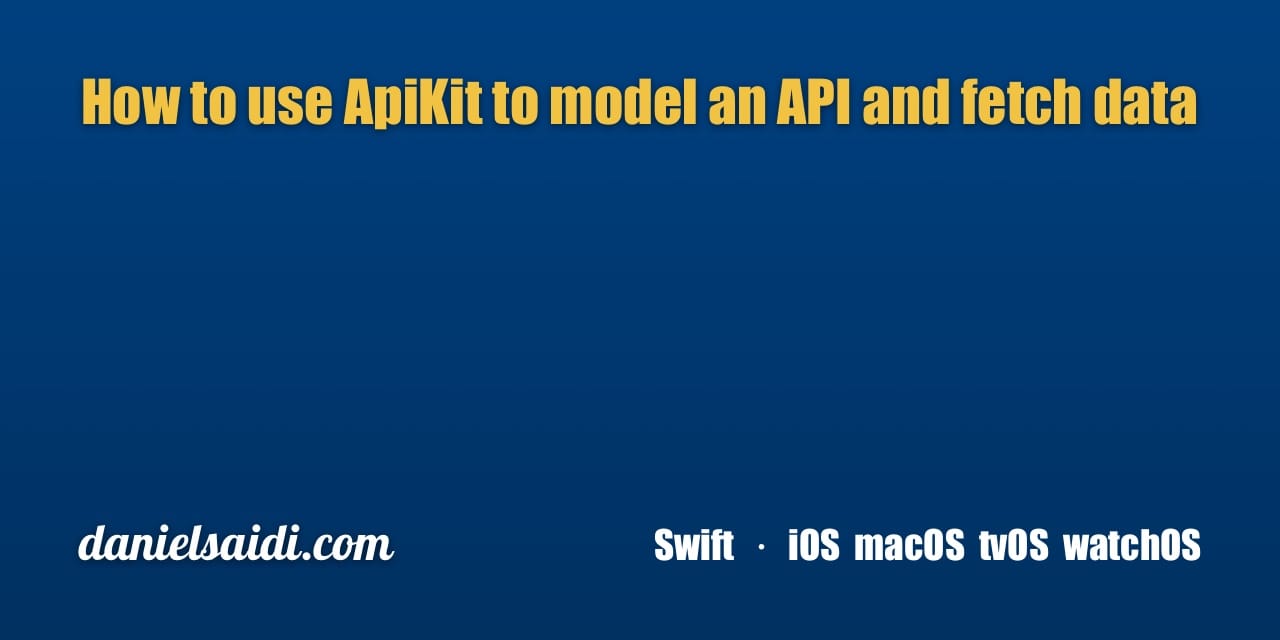 How to use ApiKit to model an API and fetch data
danielsaidi.com
Swift · iOS macOS tvOS watchOS